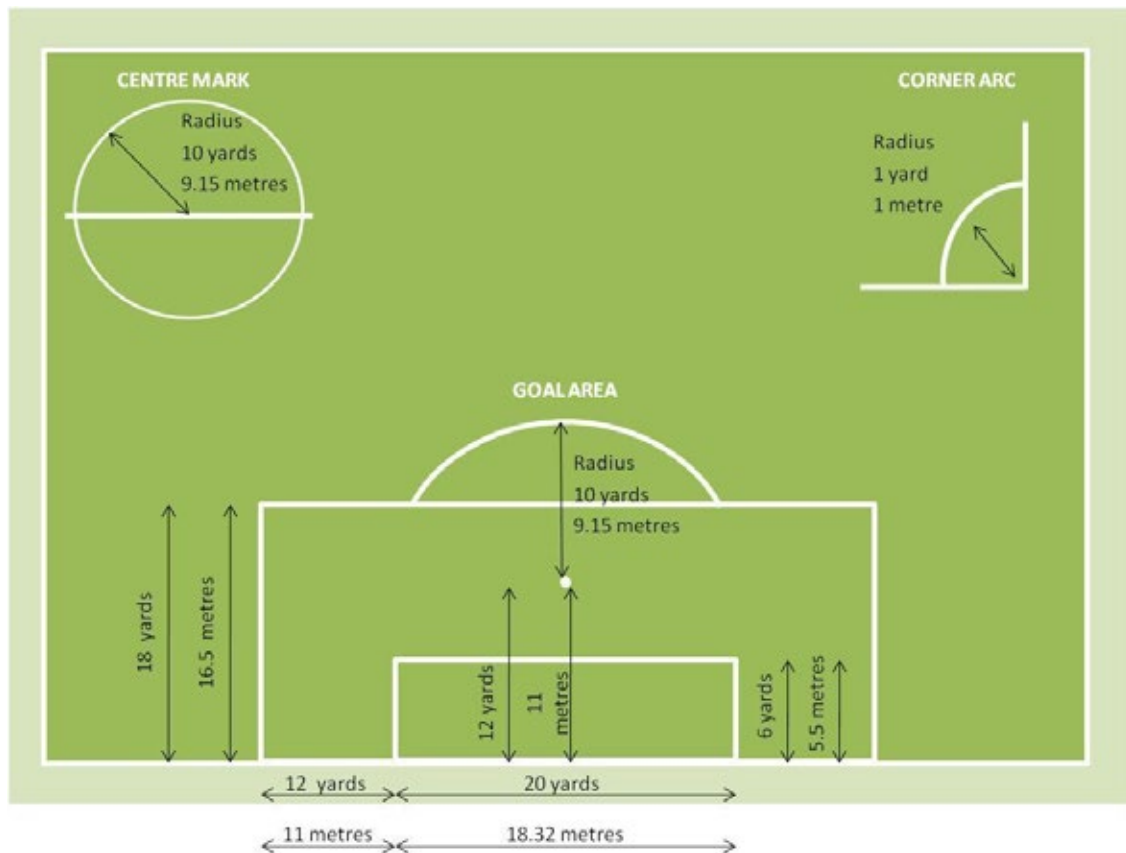 CENTRE MARK
Radius
10 yards
9.15 metres
CORNER ARC
Radius
1 yard
1 metre
GOAL AREA
Radius
10 yards
9.15 metres
18 yards
16.5 metres
12 yards
11
metres
6 yards
5.5 metres
12 yards
20 yards
11 metres
18.32 metres